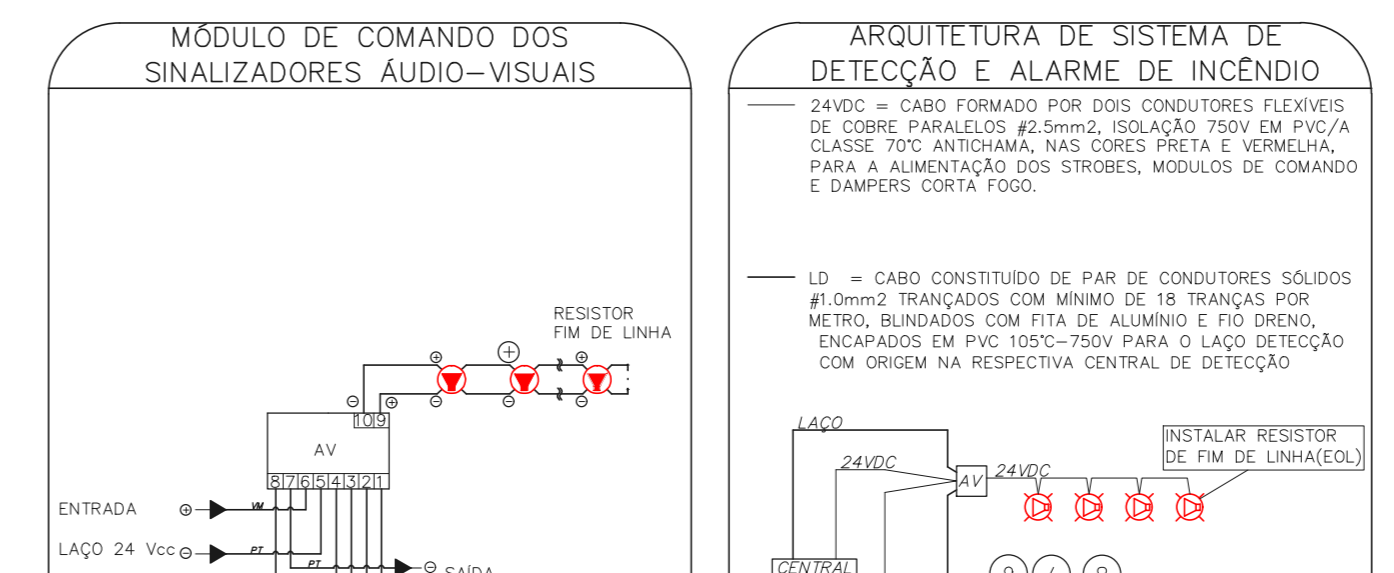 MÓDULO DE COMANDO DOS
SINALIZADORES ÁUDIO-VISUAIS
RESISTOR
FIM DE LINHA
10 9
AV
8 7 6 5 4 3 2 1
ENTRADA
VM
LAÇO 24 Vcc
PT
PT
SAÍDA
ARQUITETURA DE SISTEMA DE
DETECÇÃO E ALARME DE INCÊNDIO
24VDC = CABO FORMADO POR DOIS CONDUTORES FLEXÍVEIS
DE COBRE PARALELOS #2.5mm2, ISOLAÇÃO 750V EM PVC/A
CLASSE 70°C ANTICHAMA, NAS CORES PRETA E VERMELHA,
PARA A ALIMENTAÇÃO DOS STROBES, MODULOS DE COMANDO
E DAMPERS CORTA FOGO.
LD = CABO CONSTITUÍDO DE PAR DE CONDUTORES SÓLIDOS
#1.0mm2 TRANÇADOS COM MÍNIMO DE 18 TRANÇAS POR
METRO, BLINDADOS COM FITA DE ALUMÍNIO E FIO DRENO,
ENCAPADOS EM PVC 105°C-750V PARA O LAÇO DETECÇÃO
COM ORIGEM NA RESPECTIVA CENTRAL DE DETECÇÃO
LAÇO
24VDC
AV
24VDC
INSTALAR RESISTOR
DE FIM DE LINHA(EOL)
CENTRAL